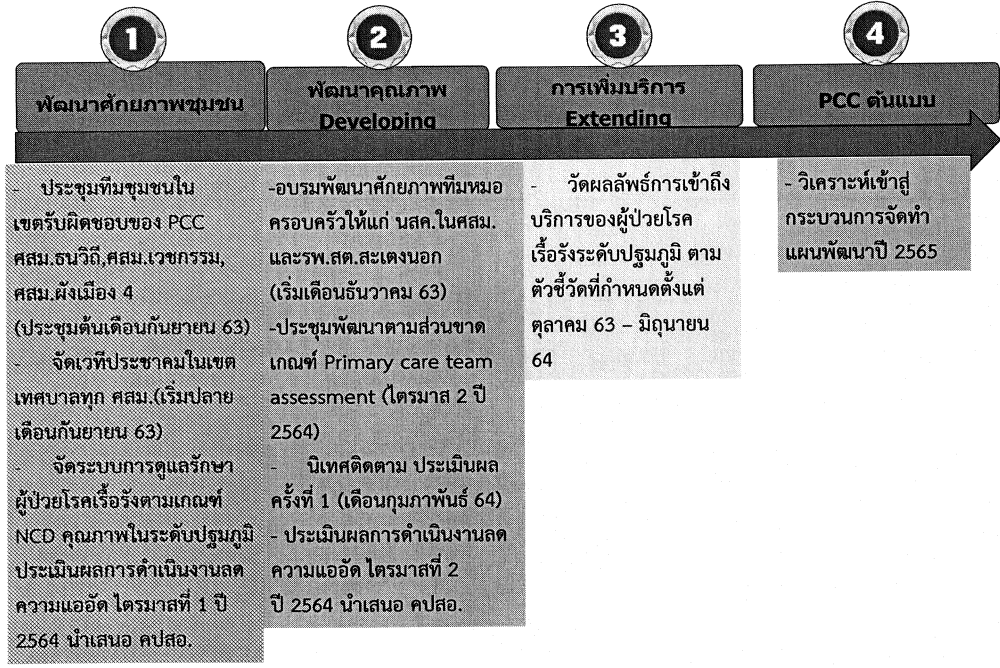 1
พัฒนาศักยภาพชุมชน
- ประชุมทีมชุมชนใน
เขตรับผิดชอบของ PCC
ศสม.ธนวิถี,ศสม.เวชกรรม,
ศสม.ผังเมือง 4
(ประชุมต้นเดือนกันยายน 63)
- จัดเวทีประชาคมในเขต
เทศบาลทุก ศสม.(เริ่มปลาย
เดือนกันยายน 63)
- จัดระบบการดูแลรักษา
ผู้ป่วยโรคเรื้อรังตามเกณฑ์
NCD คุณภาพในระดับปฐมภูมิ
ประเมินผลการดำเนินงานลด
ความแออัด ไตรมาสที่ 1 ปี
2564 นำเสนอ คปสอ.
2
พัฒนาคุณภาพ
Developing
-อบรมพัฒนาศักยภาพทีมหมอ
ครอบครัวให้แก่ นสค.ในศสม.
และรพ.สต.สะเตงนอก
(เริ่มเดือนธันวาคม 63)
-ประชุมพัฒนาตามส่วนขาด
เกณฑ์ Primary care team
assessment (ไตรมาส 2 ปี
2564)
- นิเทศติดตาม ประเมินผล
ครั้งที่ 1 (เดือนกุมภาพันธ์ 64)
- ประเมินผลการดำเนินงานลด
ความแออัด ไตรมาสที่ 2
ปี 2564 นำเสนอ คปสอ.
3
การเพิ่มบริการ
Extending
- วัดผลลัพธ์การเข้าถึง
บริการของผู้ป่วยโรค
เรื้อรังระดับปฐมภูมิ ตาม
ตัวชี้วัดที่กำหนดตั้งแต่
ตุลาคม 63 – มิถุนายน
64
4
PCC ต้นแบบ
- วิเคราะห์เข้าสู่
กระบวนการจัดทำ
แผนพัฒนาปี 2565